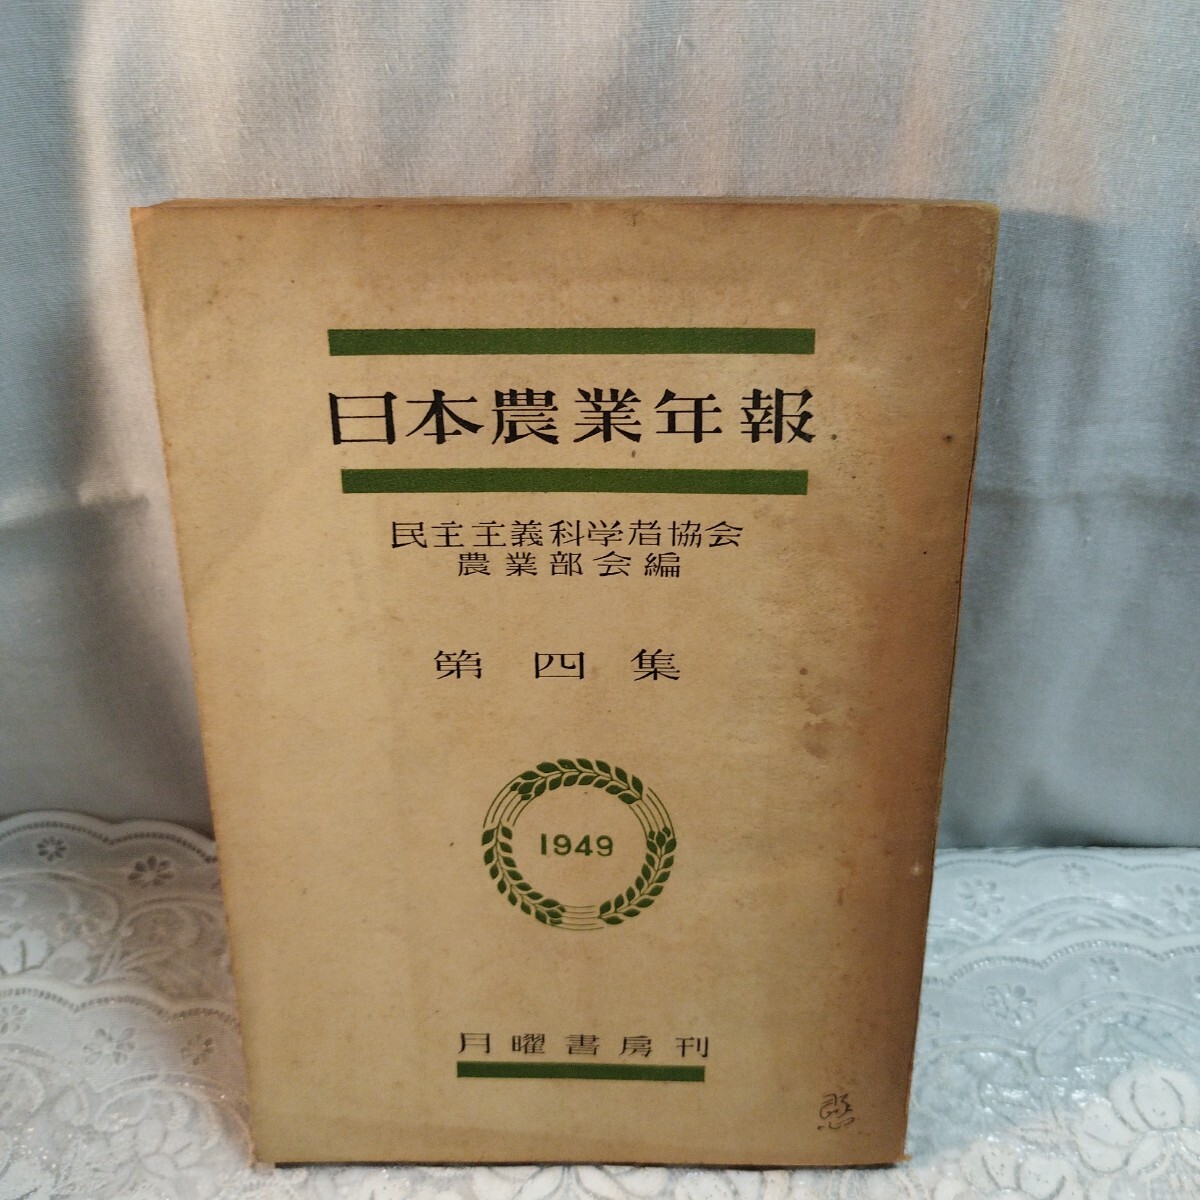 日本農業年報
民主主義科学者協会
農業部会編
第四集
1949
月曜書房刊